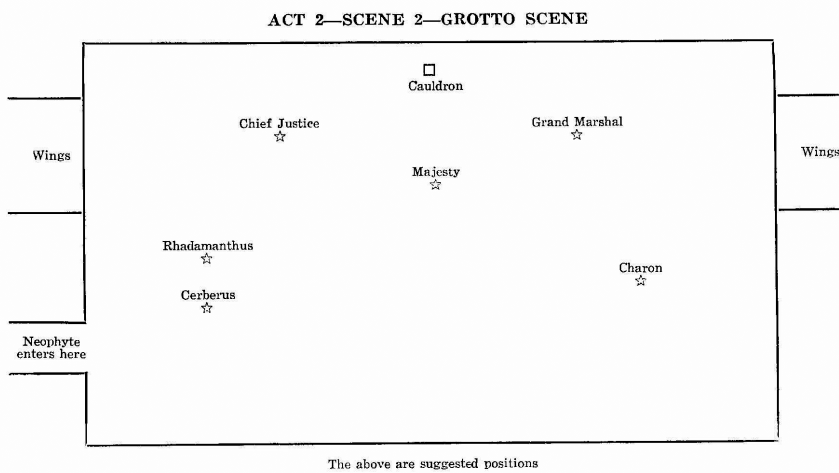 ACT 2—SCENE 2—GROTTO SCENE
Cauldron
Chief Justice
Grand Marshal
Wings
Wings
Majesty
Rhadamanthus
Charon
Cerberus
Neophyte
enters here
The above are suggested positions